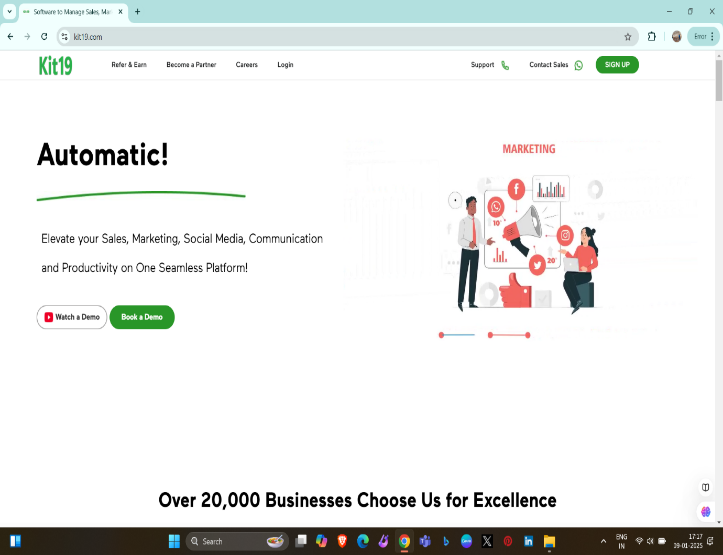 Software to Manage Sales, Mar
kit19.com
Error
Kit19
Refer & Earn
Become a Partner
Careers
Login
Support
Contact Sales
SIGN UP
Automatic!
Elevate your Sales, Marketing, Social Media, Communication
and Productivity on One Seamless Platform!
Watch a Demo
Book a Demo
MARKETING
10
20
Over 20,000 Businesses Choose Us for Excellence
Search
ENG
IN
17:17
19-01-2025